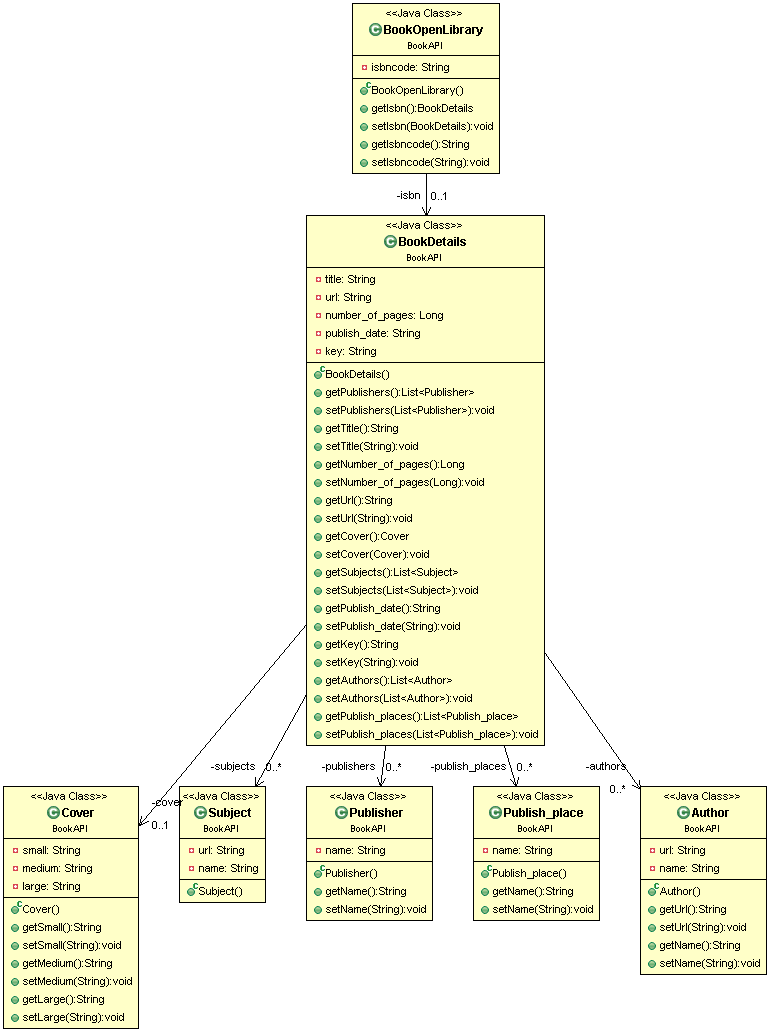 <<Java Class>>
BookOpenLibrary
BookAPI
isbncode: String
BookOpenLibrary()
getIsbn():BookDetails
setIsbn(BookDetails):void
getIsbncode():String
setIsbncode(String):void
-isbn 0..1
<<Java Class>>
BookDetails
BookAPI
title: String
url: String
number_of_pages: Long
publish_date: String
key: String
BookDetails()
getPublishers():List<Publisher>
setPublishers(List<Publisher>):void
getTitle():String
setTitle(String):void
getNumber_of_pages():Long
setNumber_of_pages(Long):void
getUrl():String
setUrl(String):void
getCover():Cover
setCover(Cover):void
getSubjects():List<Subject>
setSubjects(List<Subject>):void
getPublish_date():String
setPublish_date(String):void
getKey():String
setKey(String):void
getAuthors():List<Author>
setAuthors(List<Author>):void
getPublish_places():List<Publish_place>
setPublish_places(List<Publish_place>):void
-cover
0..1
-subjects 0..*
-publishers 0..*
-publish_places 0..*
-authors
0..*
<<Java Class>>
Cover
BookAPI
small: String
medium: String
large: String
Cover()
getSmall():String
setSmall(String):void
getMedium():String
setMedium(String):void
getLarge():String
setLarge(String):void
<<Java Class>>
Subject
BookAPI
url: String
name: String
Subject()
<<Java Class>>
Publisher
BookAPI
name: String
Publisher()
getName():String
setName(String):void
<<Java Class>>
Publish_place
BookAPI
name: String
Publish_place()
getName():String
setName(String):void
<<Java Class>>
Author
BookAPI
url: String
name: String
Author()
getUrl():String
setUrl(String):void
getName():String
setName(String):void